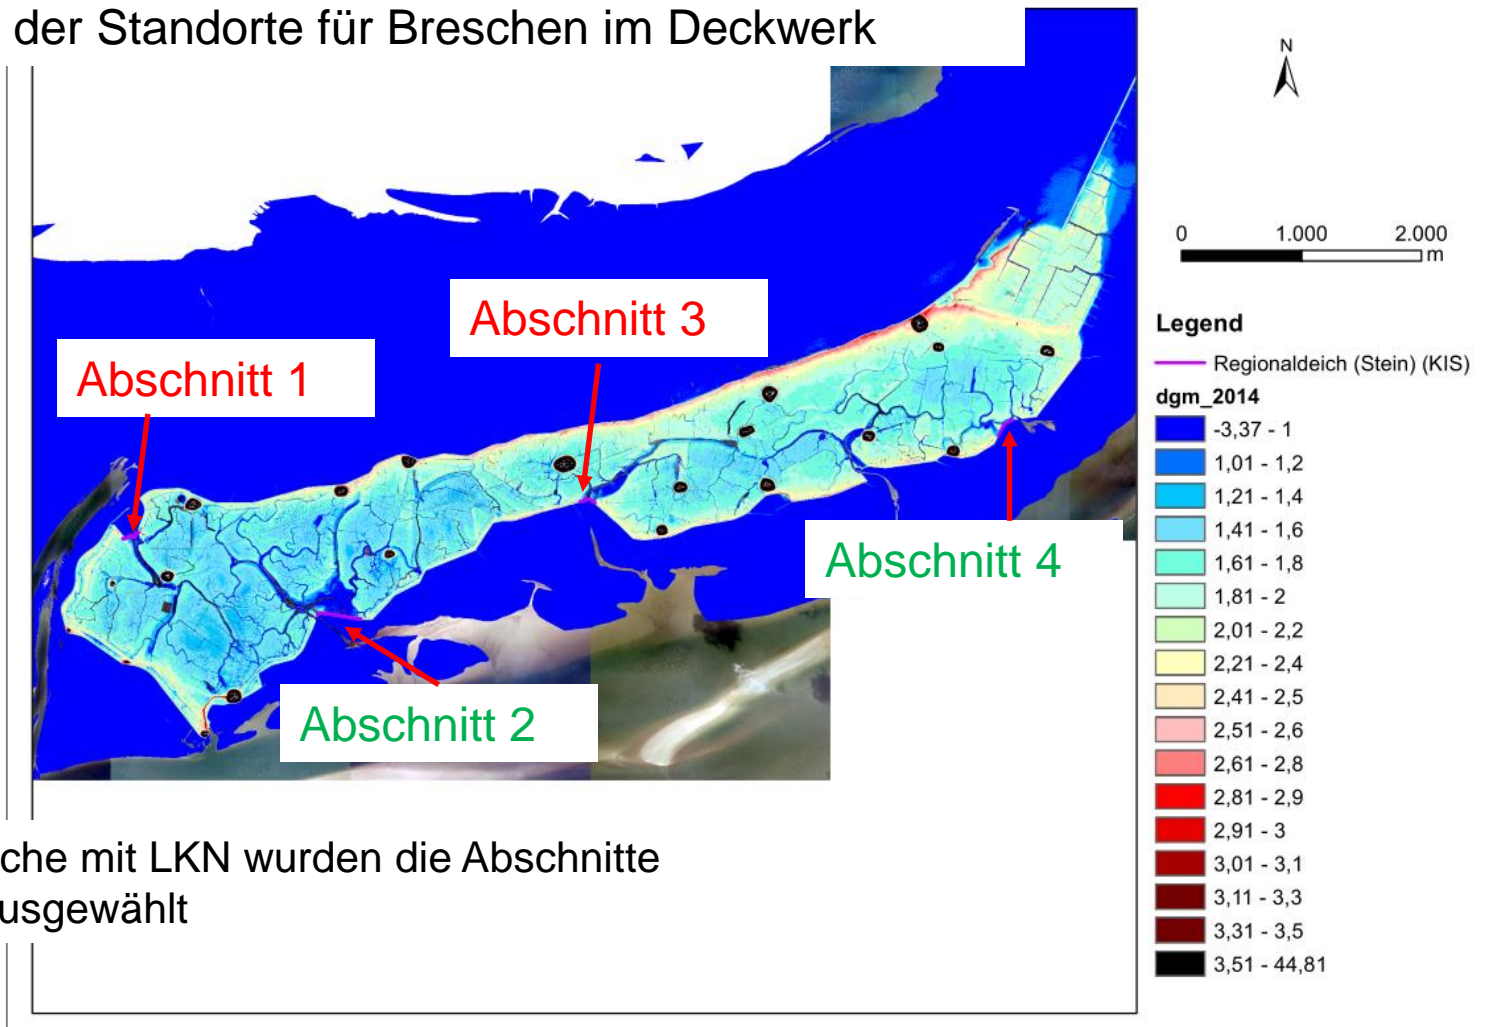 der Standorte für Breschen im Deckwerk
N
0 1.000 2.000
m
Abschnitt 3
Abschnitt 1
Abschnitt 4
Abschnitt 2
Legend
Regionaldeich (Stein) (KIS)
dgm_2014
-3,37 - 1
1,01 - 1,2
1,21 - 1,4
1,41 - 1,6
1,61 - 1,8
1,81 - 2
2,01 - 2,2
2,21 - 2,4
2,41 - 2,5
2,51 - 2,6
2,61 - 2,8
2,81 - 2,9
2,91 - 3
3,01 - 3,1
3,11 - 3,3
3,31 - 3,5
3,51 - 44,81
che mit LKN wurden die Abschnitte
usgewählt